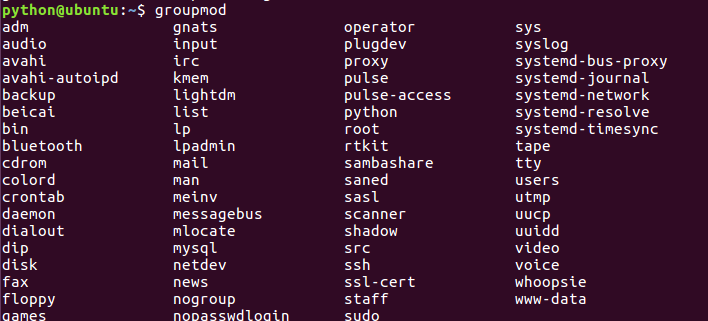 python@ubuntu:~$ groupmod
adm gnats operator sys
audio input plugdev syslog
avahi irc proxy systemd-bus-proxy
avahi-autoipd kmem pulse systemd-journal
backup lightdm pulse-access systemd-network
beicai list python systemd-resolve
bin lp root systemd-timesync
bluetooth lpadmin rtkit tape
cdrom mail sambashare tty
colord man saned users
crontab meinv sasl utmp
daemon messagebus scanner uucp
dialout mlocate shadow uuidd
dip mysql src video
disk netdev ssh voice
fax news ssl-cert whoopsie
floppy nogroup staff www-data
games nopasswdlogin sudo